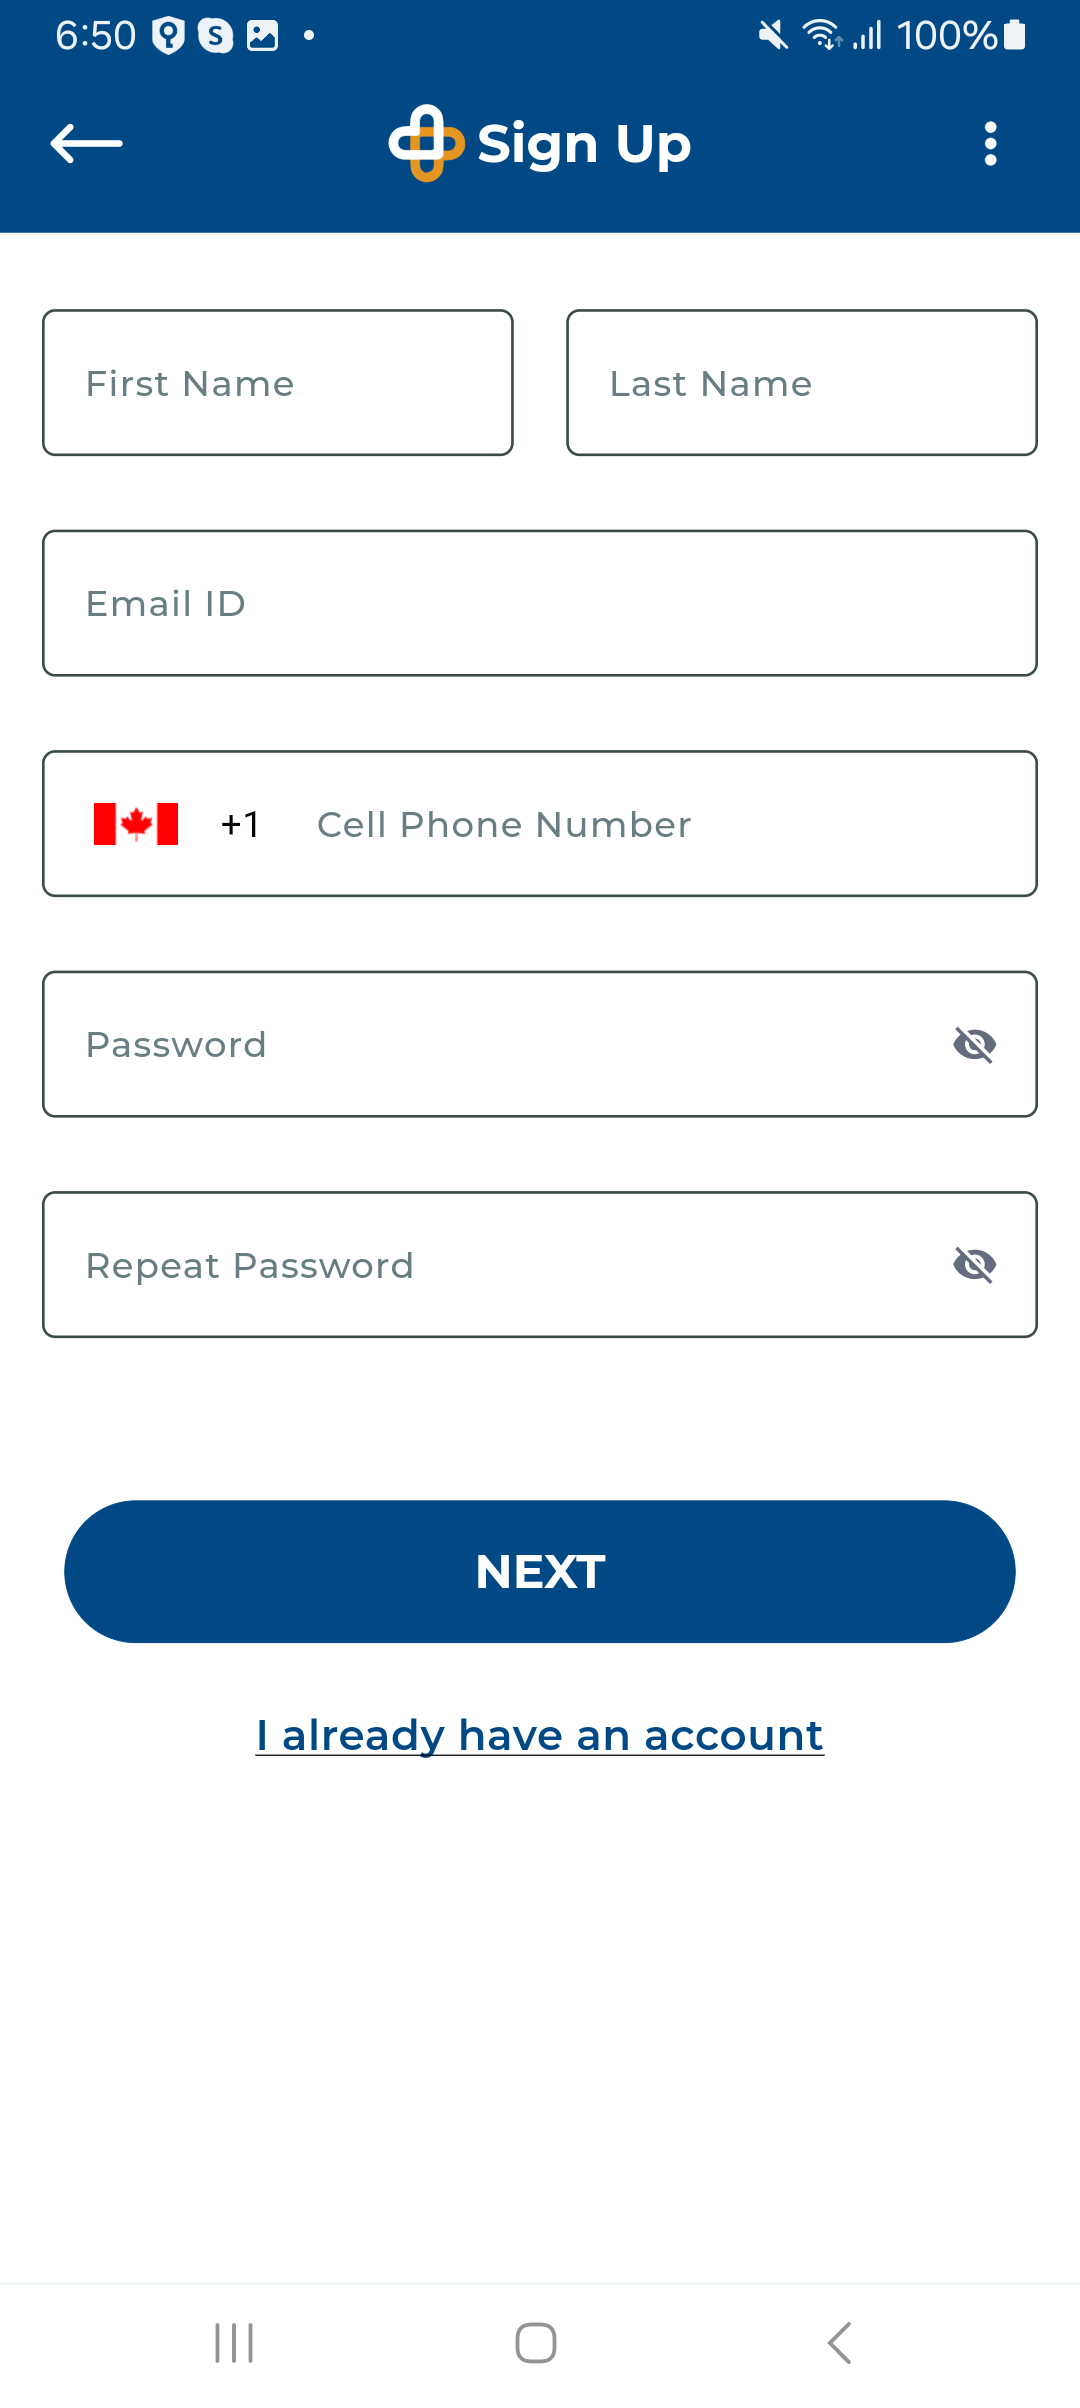 6:50 S 100%
Sign Up
First Name Last Name
Email ID
+1 Cell Phone Number
Password
Repeat Password
NEXT
I already have an account